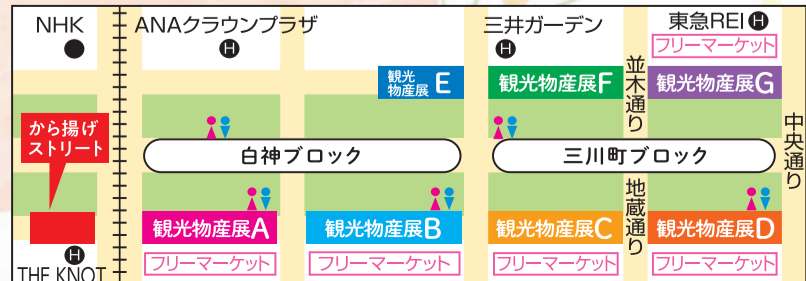 NHK
ANAクラウンプラザ
H
三井ガーデン
H
東急REI H
フリーマーケット
観光
物産展 E
観光物産展F
並木通り
観光物産展G
から揚げ
ストリート
白神ブロック
三川町ブロック
中央通り
地蔵通り
観光物産展A
観光物産展B
観光物産展C
観光物産展D
H
THE KNOT
フリーマーケット
フリーマーケット
フリーマーケット
フリーマーケット